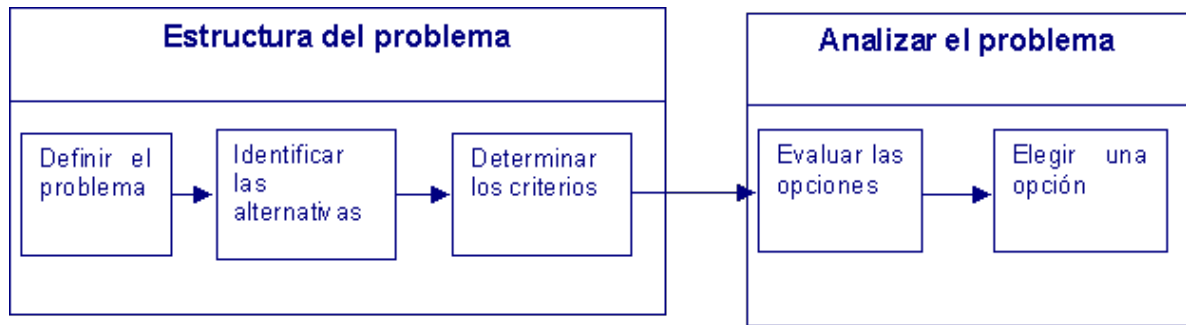 Estructura del problema
Analizar el problema
Definir el
problema
Identificar
las
alternativas
Determinar
los criterios
Evaluar las
opciones
Elegir una
opción